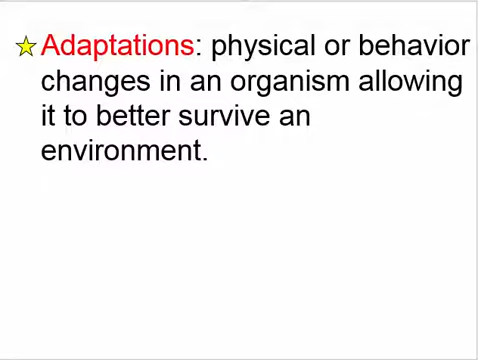 Adaptations: physical or behavior
changes in an organism allowing
it to better survive an
environment.